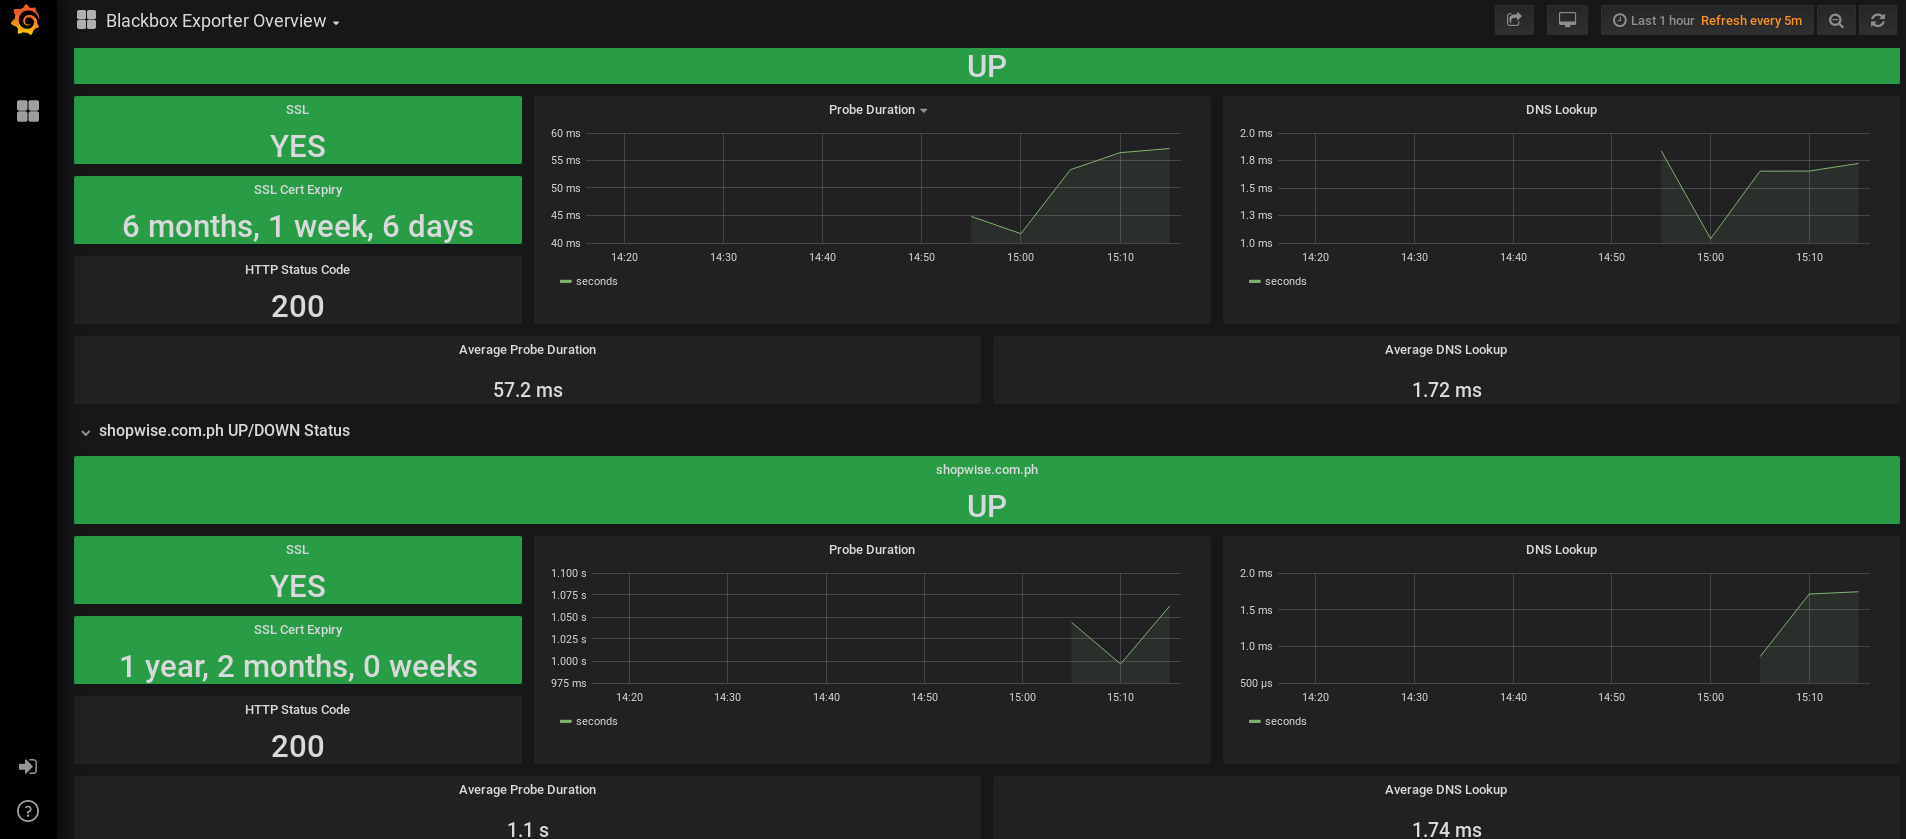 Blackbox Exporter Overview
Last 1 hour Refresh every 5m
UP
SSL
YES
SSL Cert Expiry
6 months, 1 week, 6 days
HTTP Status Code
200
Probe Duration
60 ms
55 ms
50 ms
45 ms
40 ms
14:20 14:30 14:40 14:50 15:00 15:10
seconds
DNS Lookup
2.0 ms
1.8 ms
1.5 ms
1.3 ms
1.0 ms
14:20 14:30 14:40 14:50 15:00 15:10
seconds
Average Probe Duration
57.2 ms
Average DNS Lookup
1.72 ms
shopwise.com.ph UP/DOWN Status
shopwise.com.ph
UP
SSL
YES
SSL Cert Expiry
1 year, 2 months, 0 weeks
HTTP Status Code
200
Probe Duration
1.100 s
1.075 s
1.050 s
1.025 s
1.000 s
975 ms
14:20 14:30 14:40 14:50 15:00 15:10
seconds
DNS Lookup
2.0 ms
1.5 ms
1.0 ms
500 µs
14:20 14:30 14:40 14:50 15:00 15:10
seconds
Average Probe Duration
1.1 s
Average DNS Lookup
1.74 ms